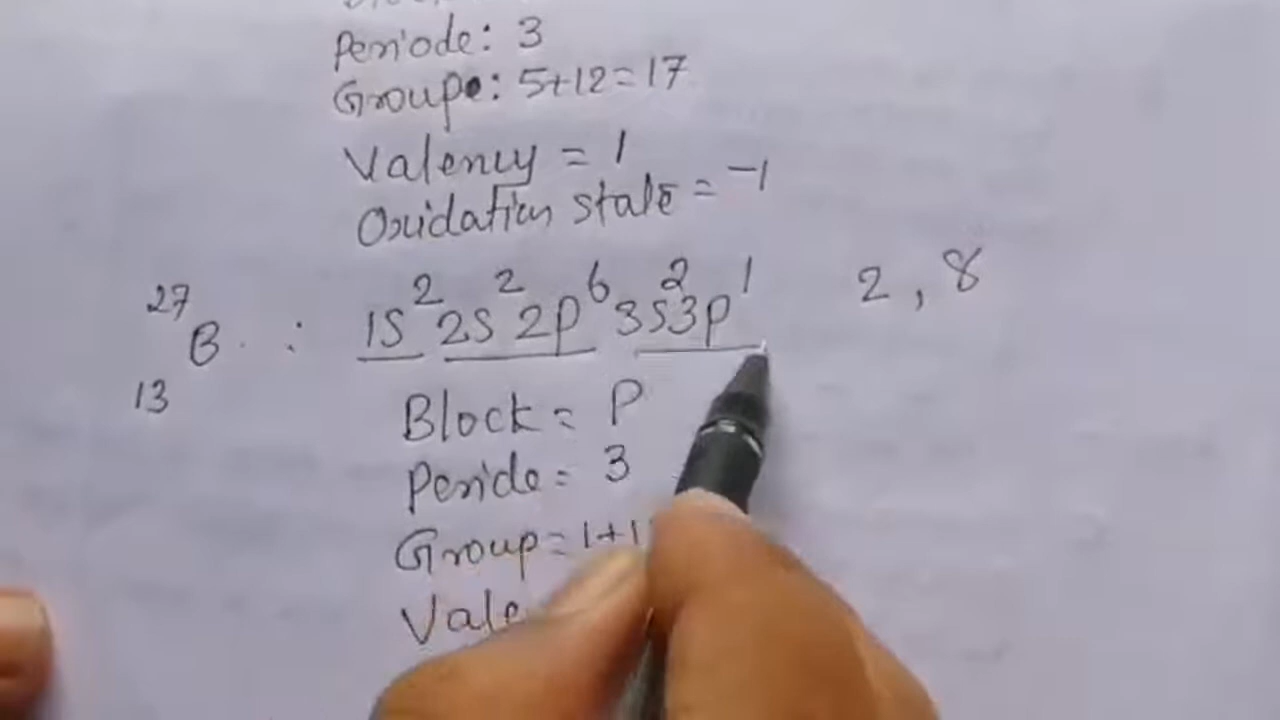 Periode: 3
Group: 5+12=17
Valency = 1
Oxidation state = -1
27 13 B : 1S² 2S² 2P⁶ 3S² 3P¹ 2, 8
Block = P
Peride = 3
Group = 1+1
Vale